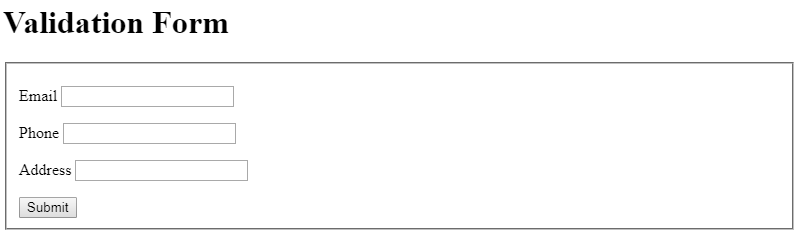 Validation Form
Email
Phone
Address
Submit